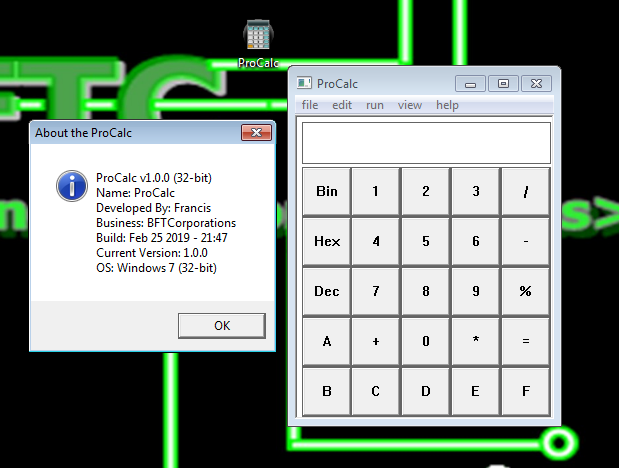 ProCalc
FTC
s>
About the ProCalc
ProCalc v1.0.0 (32-bit)
Name: ProCalc
Developed By: Francis
Business: BFTCorporations
Build: Feb 25 2019 - 21:47
Current Version: 1.0.0
OS: Windows 7 (32-bit)
OK
ProCalc
file edit run view help
Bin 1 2 3 /
Hex 4 5 6 -
Dec 7 8 9 %
A + 0 * =
B C D E F